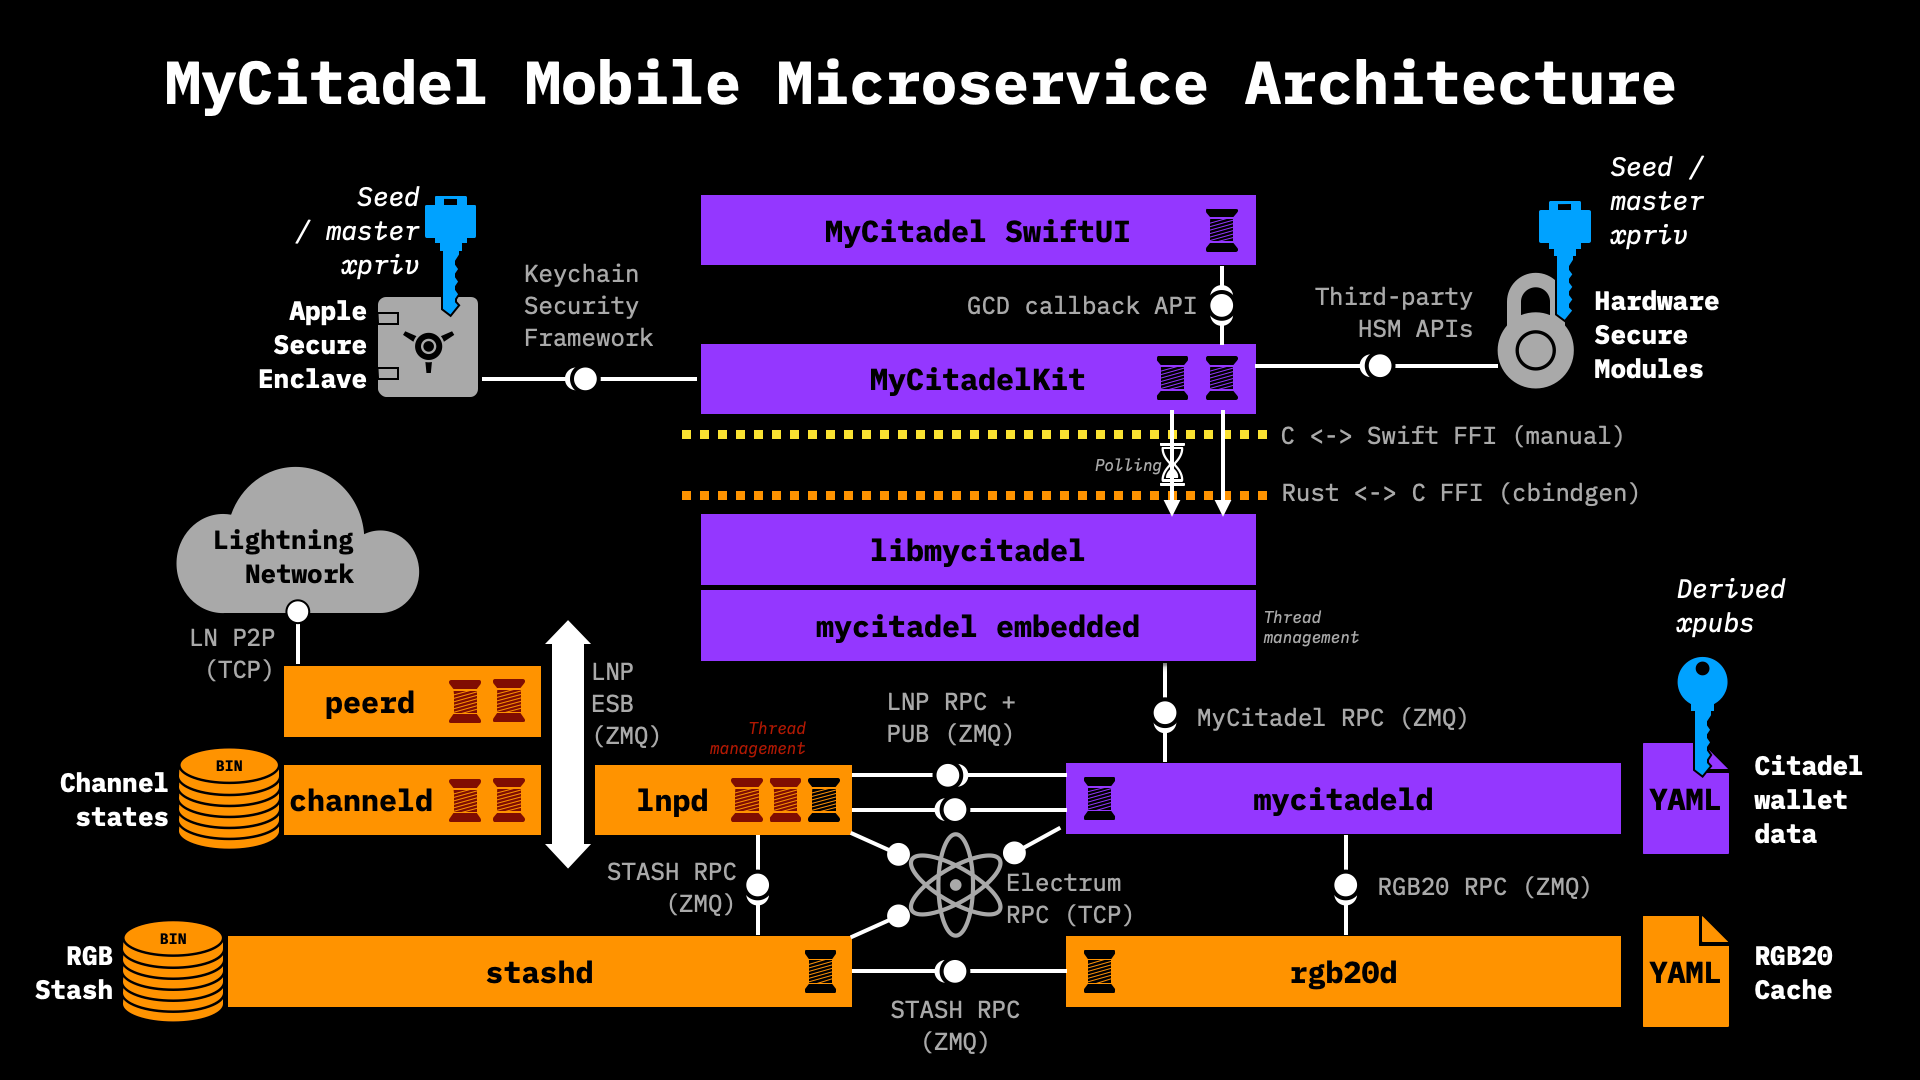 MyCitadel Mobile Microservice Architecture
Seed
/ master
xpriv
Apple
Secure
Enclave
Keychain
Security
Framework
MyCitadel SwiftUI
GCD callback API
MyCitadelKit
Third-party
HSM APIs
Seed /
master
xpriv
Hardware
Secure
Modules
C <-> Swift FFI (manual)
Polling
Rust <-> C FFI (cbindgen)
libmycitadel
mycitadel embedded
Thread
management
Lightning
Network
LN P2P
(TCP)
peerd
LNP
ESB
(ZMQ)
Channel
states
BIN
channeld
Thread
management
lnpd
LNP RPC +
PUB (ZMQ)
MyCitadel RPC (ZMQ)
mycitadeld
Derived
xpubs
YAML
Citadel
wallet
data
STASH RPC
(ZMQ)
Electrum
RPC (TCP)
RGB20 RPC (ZMQ)
RGB
Stash
BIN
stashd
STASH RPC
(ZMQ)
rgb20d
YAML
RGB20
Cache